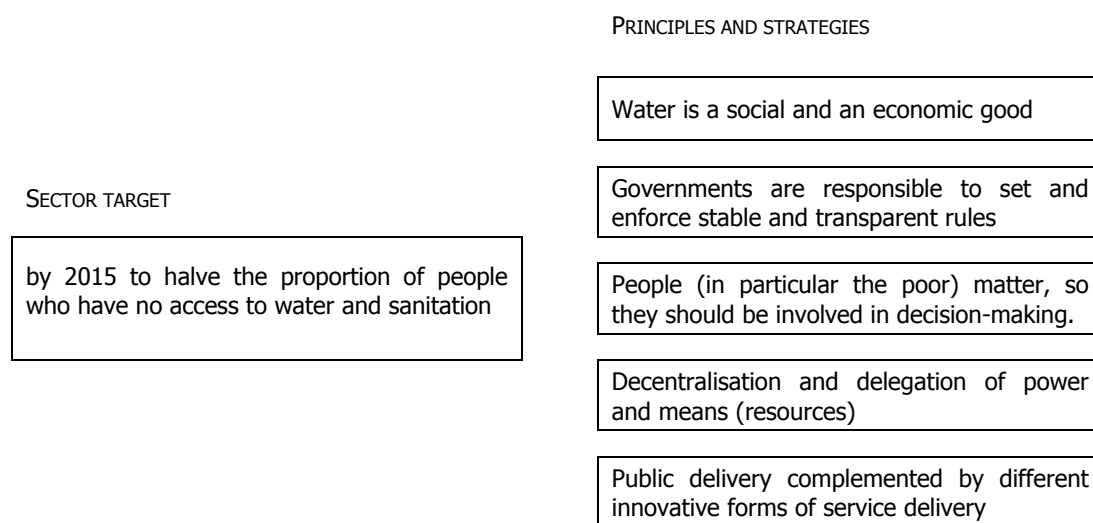 PRINCIPLES AND STRATEGIES
Water is a social and an economic good
Governments are responsible to set and
enforce stable and transparent rules
SECTOR TARGET
by 2015 to halve the proportion of people
who have no access to water and sanitation
People (in particular the poor) matter, so
they should be involved in decision-making.
Decentralisation and delegation of power
and means (resources)
Public delivery complemented by different
innovative forms of service delivery